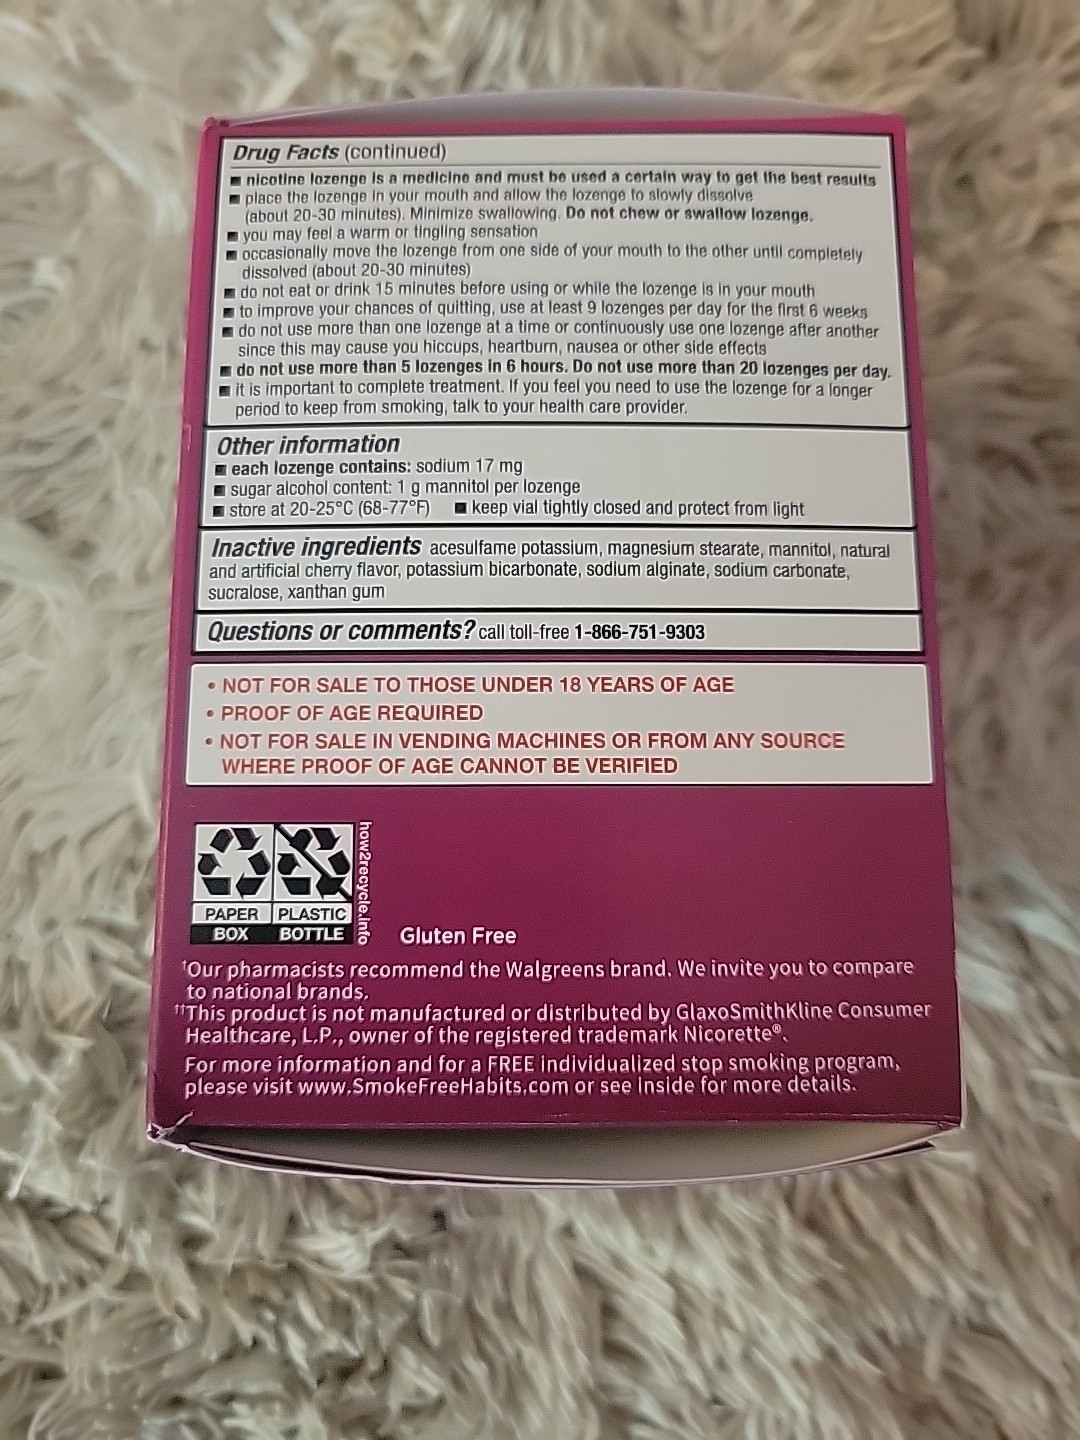 Drug Facts (continued)
■ nicotine lozenge is a medicine and must be used a certain way to get the best results
■ place the lozenge in your mouth and allow the lozenge to slowly dissolve
(about 20-30 minutes). Minimize swallowing. Do not chew or swallow lozenge.
■ you may feel a warm or tingling sensation
■ occasionally move the lozenge from one side of your mouth to the other until completely
dissolved (about 20-30 minutes)
■ do not eat or drink 15 minutes before using or while the lozenge is in your mouth
■ to improve your chances of quitting, use at least 9 lozenges per day for the first 6 weeks
■ do not use more than one lozenge at a time or continuously use one lozenge after another
since this may cause you hiccups, heartburn, nausea or other side effects
■ do not use more than 5 lozenges in 6 hours. Do not use more than 20 lozenges per day.
■ it is important to complete treatment. If you feel you need to use the lozenge for a longer
period to keep from smoking, talk to your health care provider.
Other information
■ each lozenge contains: sodium 17 mg
■ sugar alcohol content: 1 g mannitol per lozenge
■ store at 20-25°C (68-77°F) ■ keep vial tightly closed and protect from light
Inactive ingredients acesulfame potassium, magnesium stearate, mannitol, natural
and artificial cherry flavor, potassium bicarbonate, sodium alginate, sodium carbonate,
sucralose, xanthan gum
Questions or comments? call toll-free 1-866-751-9303
• NOT FOR SALE TO THOSE UNDER 18 YEARS OF AGE
• PROOF OF AGE REQUIRED
• NOT FOR SALE IN VENDING MACHINES OR FROM ANY SOURCE
WHERE PROOF OF AGE CANNOT BE VERIFIED
PAPER PLASTIC
BOX BOTTLE
how2recycle.info
Gluten Free
†Our pharmacists recommend the Walgreens brand. We invite you to compare
to national brands.
††This product is not manufactured or distributed by GlaxoSmithKline Consumer
Healthcare, L.P., owner of the registered trademark Nicorette®.
For more information and for a FREE individualized stop smoking program,
please visit www.SmokeFreeHabits.com or see inside for more details.